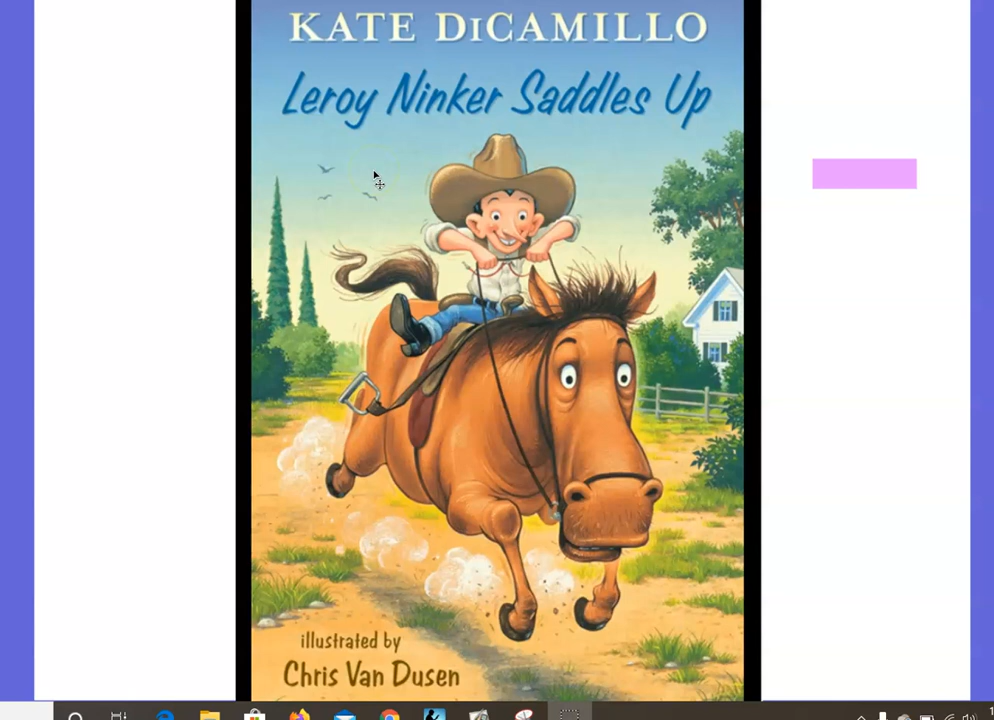 KATE DiCAMILLO
Leroy Ninker Saddles Up
illustrated by
Chris Van Dusen